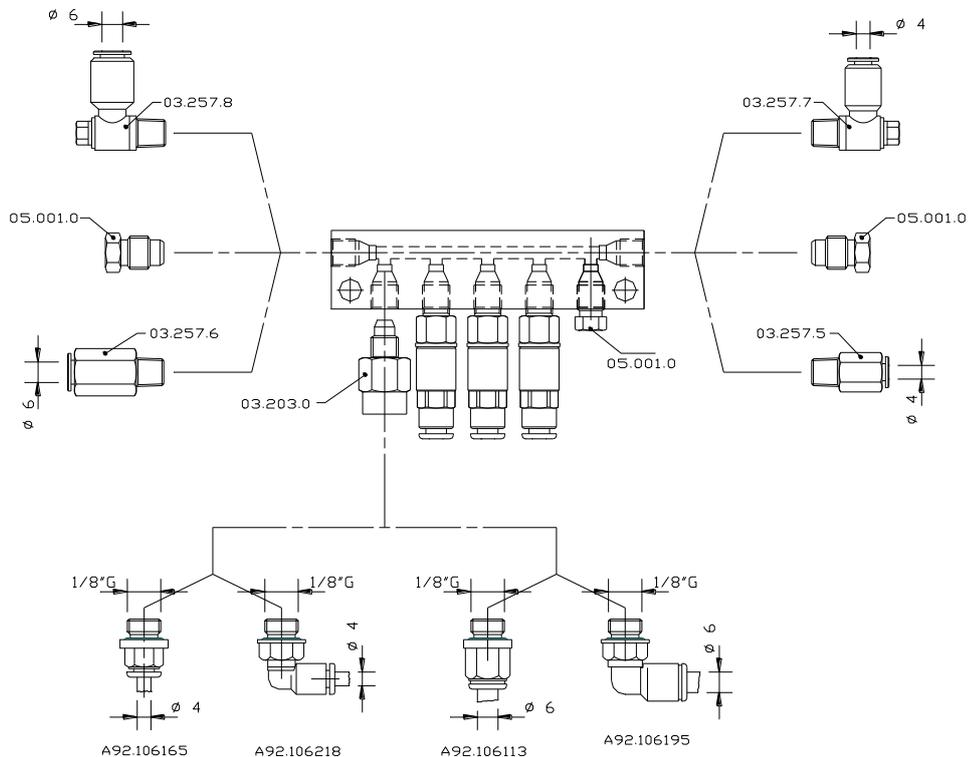 ø 6
ø 4
03.257.8
03.257.7
05.001.0
05.001.0
03.257.6
03.257.5
05.001.0
ø 6
03.203.0
ø 4
1/8"G
1/8"G
1/8"G
1/8"G
ø 4
ø 6
ø 4
ø 6
A92.106165
A92.106218
A92.106113
A92.106195